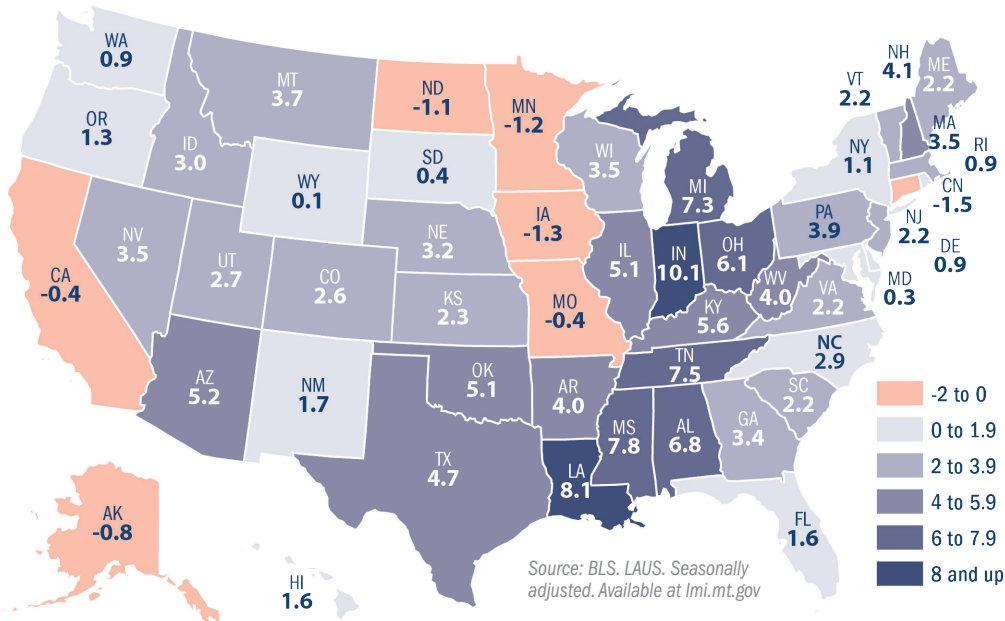 WA
0.9
OR
1.3
CA
-0.4
NV
3.5
ID
3.0
MT
3.7
WY
0.1
UT
2.7
CO
2.6
AZ
5.2
NM
1.7
ND
-1.1
SD
0.4
NE
3.2
KS
2.3
OK
5.1
TX
4.7
MN
-1.2
IA
-1.3
MO
-0.4
AR
4.0
LA
8.1
WI
3.5
IL
5.1
MI
7.3
IN
10.1
OH
6.1
KY
5.6
TN
7.5
MS
7.8
AL
6.8
GA
3.4
FL
1.6
SC
2.2
NC
2.9
VA
2.2
WV
4.0
PA
3.9
NY
1.1
VT
2.2
NH
4.1
ME
2.2
MA
3.5
RI
0.9
CN
-1.5
NJ
2.2
DE
0.9
MD
0.3
AK
-0.8
HI
1.6
-2 to 0
0 to 1.9
2 to 3.9
4 to 5.9
6 to 7.9
8 and up
Source: BLS. LAUS. Seasonally
adjusted. Available at lmi.mt.gov